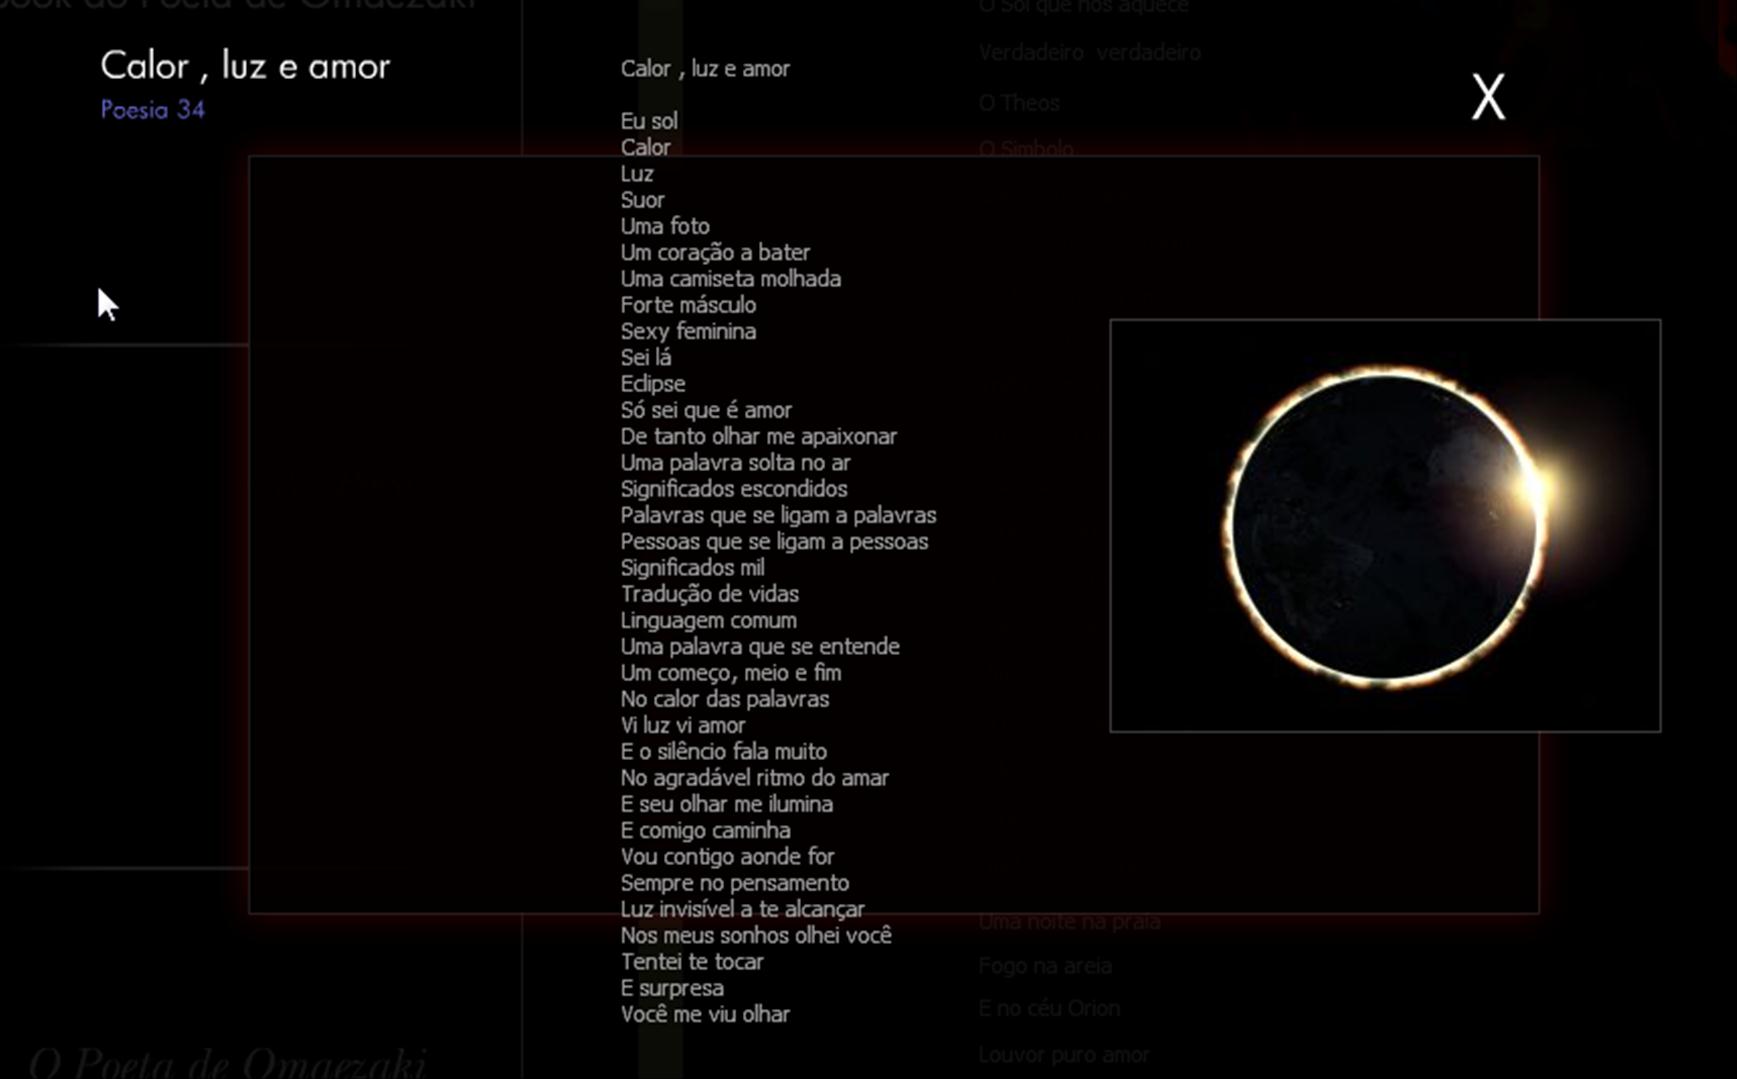 Calor , luz e amor
Poesia 34
X
Calor , luz e amor
Eu sol
Calor
Luz
Suor
Uma foto
Um coração a bater
Uma camiseta molhada
Forte másculo
Sexy feminina
Sei lá
Eclipse
Só sei que é amor
De tanto olhar me apaixonar
Uma palavra solta no ar
Significados escondidos
Palavras que se ligam a palavras
Pessoas que se ligam a pessoas
Significados mil
Tradução de vidas
Linguagem comum
Uma palavra que se entende
Um começo, meio e fim
No calor das palavras
Vi luz vi amor
E o silêncio fala muito
No agradável ritmo do amar
E seu olhar me ilumina
E comigo caminha
Vou contigo aonde for
Sempre no pensamento
Luz invisível a te alcançar
Nos meus sonhos olhei você
Tentei te tocar
E surpresa
Você me viu olhar
O Sol que nos aquece
Verdadeiro verdadeiro
O Theos
O Simbolo
Uma noite na praia
Fogo na areia
E no céu Orion
Louvor puro amor
do Poeta de Omaezaki
O Poeta de Omaezaki